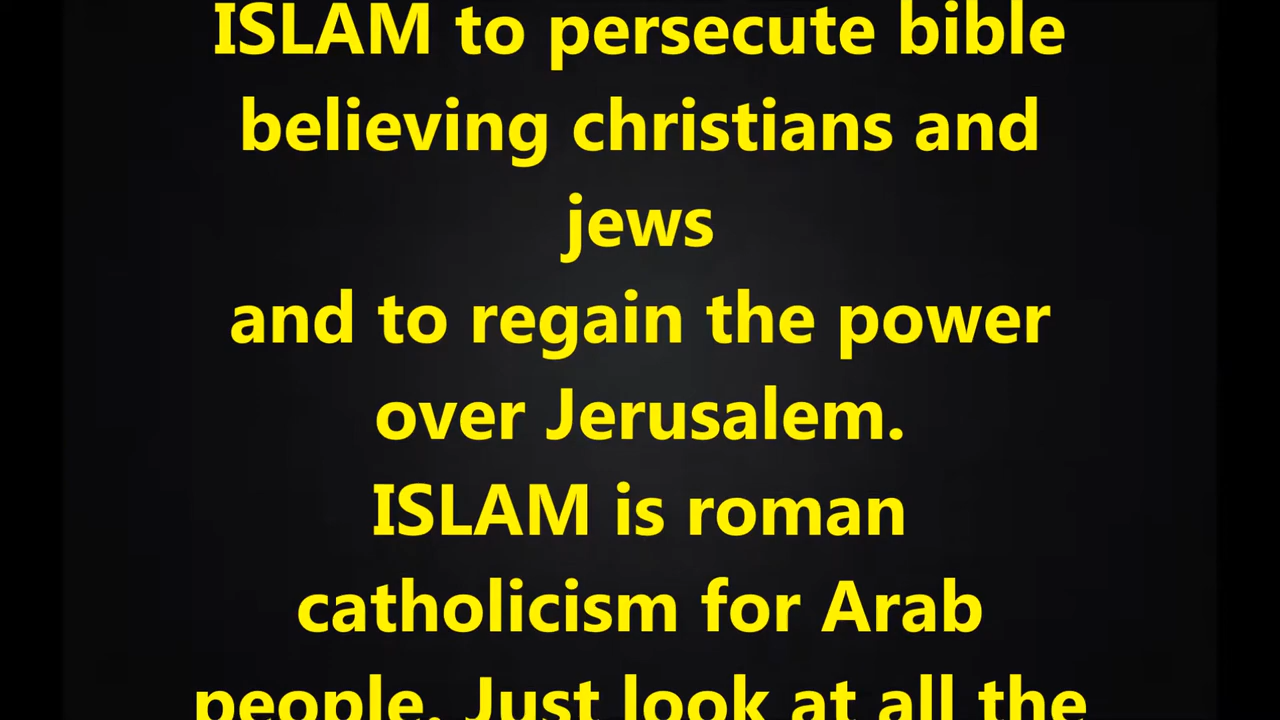 ISLAM to persecute bible
believing christians and
jews
and to regain the power
over Jerusalem.
ISLAM is roman
catholicism for Arab
people. Just look at all the